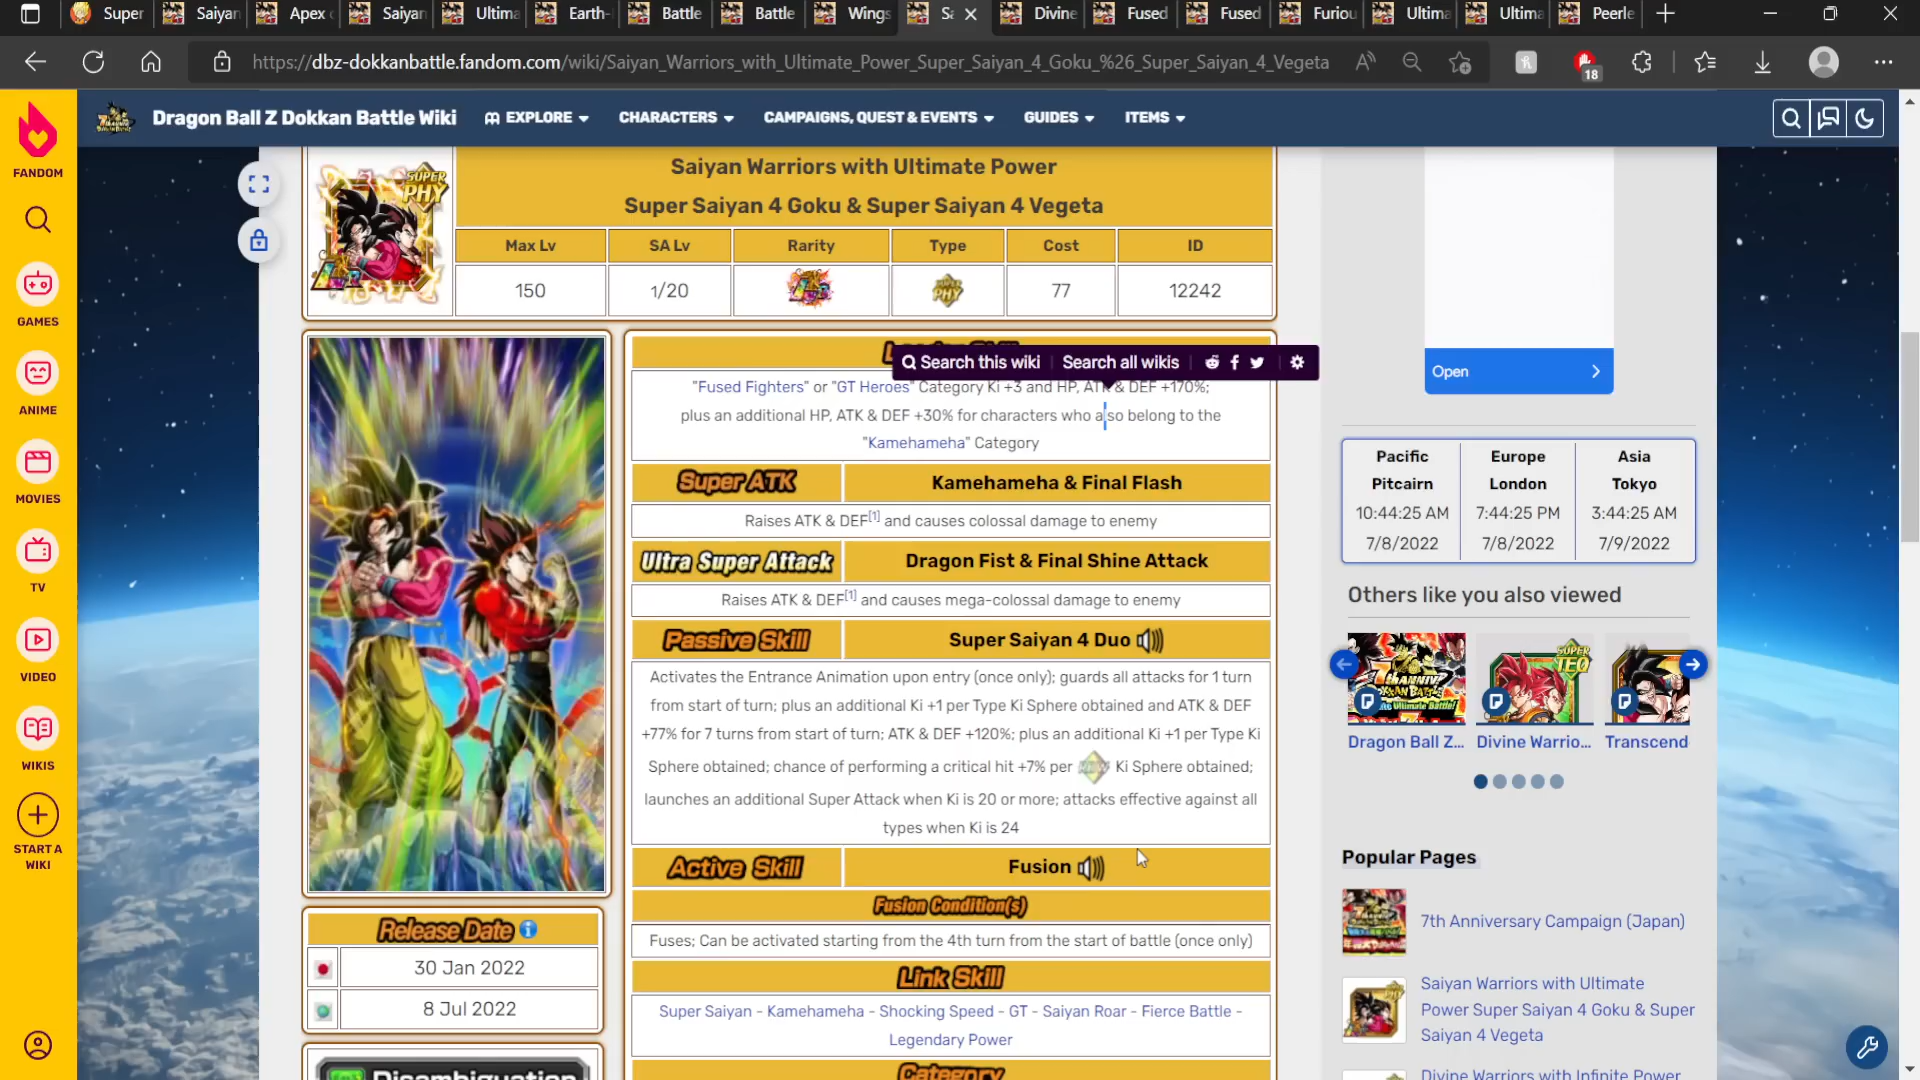 Super
Saiyan
Apex
Saiyan
Ultima
Earth-
Battle
Battle
Wings
Sa
Divine
Fused
Fused
Furiou
Ultima
Ultima
Peerle
https://dbz-dokkanbattle.fandom.com/wiki/Saiyan_Warriors_with_Ultimate_Power_Super_Saiyan_4_Goku_%26_Super_Saiyan_4_Vegeta
18
Dragon Ball Z Dokkan Battle Wiki
EXPLORE
CHARACTERS
CAMPAIGNS, QUEST & EVENTS
GUIDES
ITEMS
FANDOM
GAMES
ANIME
MOVIES
TV
VIDEO
WIKIS
START A
WIKI
SUPER
PHY
Saiyan Warriors with Ultimate Power
Super Saiyan 4 Goku & Super Saiyan 4 Vegeta
Max Lv
SA Lv
Rarity
Type
Cost
ID
150
1/20
LR
SUPER
PHY
77
12242
Search this wiki
Search all wikis
"Fused Fighters" or "GT Heroes" Category Ki +3 and HP, ATK & DEF +170%;
plus an additional HP, ATK & DEF +30% for characters who also belong to the
"Kamehameha" Category
Super ATK
Kamehameha & Final Flash
Raises ATK & DEF[1] and causes colossal damage to enemy
Ultra Super Attack
Dragon Fist & Final Shine Attack
Raises ATK & DEF[1] and causes mega-colossal damage to enemy
Passive Skill
Super Saiyan 4 Duo
Activates the Entrance Animation upon entry (once only); guards all attacks for 1 turn
from start of turn; plus an additional Ki +1 per Type Ki Sphere obtained and ATK & DEF
+77% for 7 turns from start of turn; ATK & DEF +120%; plus an additional Ki +1 per Type Ki
Sphere obtained; chance of performing a critical hit +7% per Ki Sphere obtained;
launches an additional Super Attack when Ki is 20 or more; attacks effective against all
types when Ki is 24
Active Skill
Fusion
Fusion Condition(s)
Fuses; Can be activated starting from the 4th turn from the start of battle (once only)
Link Skill
Super Saiyan - Kamehameha - Shocking Speed - GT - Saiyan Roar - Fierce Battle -
Legendary Power
Category
Release Date
30 Jan 2022
8 Jul 2022
Disambiguation
Open
Pacific
Pitcairn
10:44:25 AM
7/8/2022
Europe
London
7:44:25 PM
7/8/2022
Asia
Tokyo
3:44:25 AM
7/9/2022
Others like you also viewed
Dragon Ball Z...
Divine Warrio...
Transcend
Popular Pages
7th Anniversary Campaign (Japan)
Saiyan Warriors with Ultimate
Power Super Saiyan 4 Goku & Super
Saiyan 4 Vegeta
Divine Warriors with Infinite Power